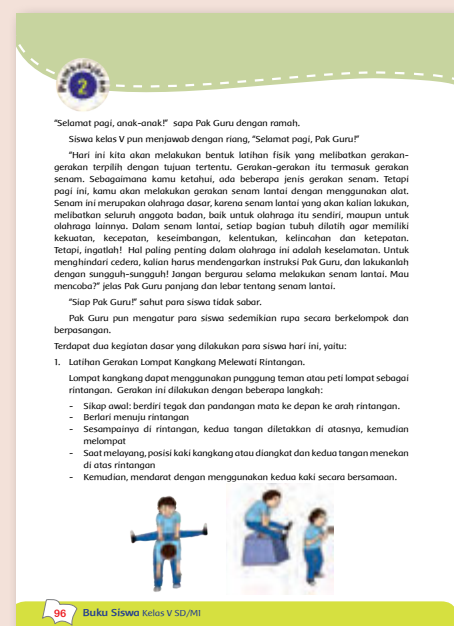 Pembelajaran
2
"Selamat pagi, anak-anak!" sapa Pak Guru dengan ramah.
Siswa kelas V pun menjawab dengan riang, "Selamat pagi, Pak Guru!"
"Hari ini kita akan melakukan bentuk latihan fisik yang melibatkan gerakan-
gerakan terpilih dengan tujuan tertentu. Gerakan-gerakan itu termasuk gerakan
senam. Sebagaimana kamu ketahui, ada beberapa jenis gerakan senam. Tetapi
pagi ini, kamu akan melakukan gerakan senam lantai dengan menggunakan alat.
Senam ini merupakan olahraga dasar, karena senam lantai yang akan kalian lakukan,
melibatkan seluruh anggota badan, baik untuk olahraga itu sendiri, maupun untuk
olahraga lainnya. Dalam senam lantai, setiap bagian tubuh dilatih agar memiliki
kekuatan, kecepatan, keseimbangan, kelentukan, kelincahan dan ketepatan.
Tetapi, ingatlah! Hal paling penting dalam olahraga ini adalah keselamatan. Untuk
menghindari cedera, kalian harus mendengarkan instruksi Pak Guru, dan lakukanlah
dengan sungguh-sungguh! Jangan bergurau selama melakukan senam lantai. Mau
mencoba?" jelas Pak Guru panjang dan lebar tentang senam lantai.
"Siap Pak Guru!" sahut para siswa tidak sabar.
Pak Guru pun mengatur para siswa sedemikian rupa secara berkelompok dan
berpasangan.
Terdapat dua kegiatan dasar yang dilakukan para siswa hari ini, yaitu:
1. Latihan Gerakan Lompat Kangkang Melewati Rintangan.
Lompat kangkang dapat menggunakan punggung teman atau peti lompat sebagai
rintangan. Gerakan ini dilakukan dengan beberapa langkah:
- Sikap awal: berdiri tegak dan pandangan mata ke depan ke arah rintangan.
- Berlari menuju rintangan
- Sesampainya di rintangan, kedua tangan diletakkan di atasnya, kemudian
melompat
- Saat melayang, posisi kaki kangkang atau diangkat dan kedua tangan menekan
di atas rintangan
- Kemudian, mendarat dengan menggunakan kedua kaki secara bersamaan.
96 Buku Siswa Kelas V SD/MI